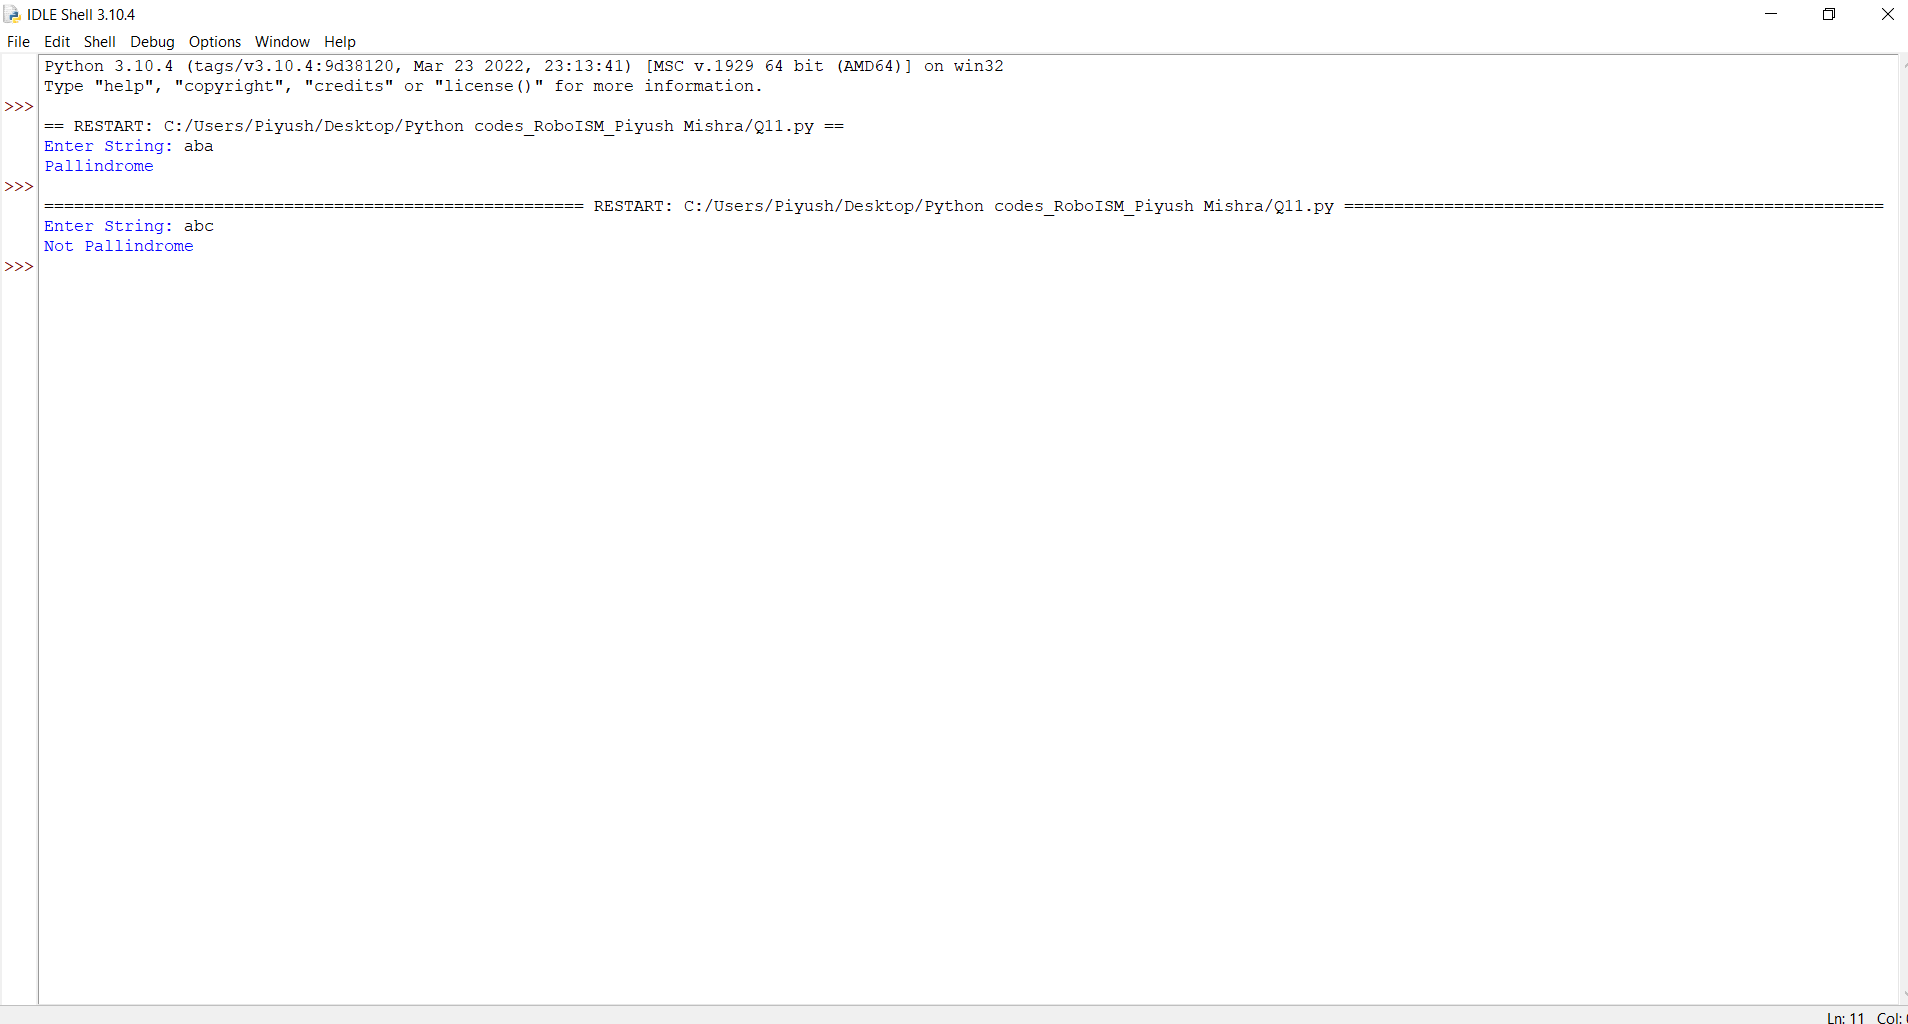 IDLE Shell 3.10.4
File Edit Shell Debug Options Window Help
Python 3.10.4 (tags/v3.10.4:9d38120, Mar 23 2022, 23:13:41) [MSC v.1929 64 bit (AMD64)] on win32
Type "help", "copyright", "credits" or "license()" for more information.
>>>
== RESTART: C:/Users/Piyush/Desktop/Python codes_RoboISM_Piyush Mishra/Q11.py ==
Enter String: aba
Pallindrome
>>>
====================================================== RESTART: C:/Users/Piyush/Desktop/Python codes_RoboISM_Piyush Mishra/Q11.py ======================================================
Enter String: abc
Not Pallindrome
>>>
Ln: 11 Col: